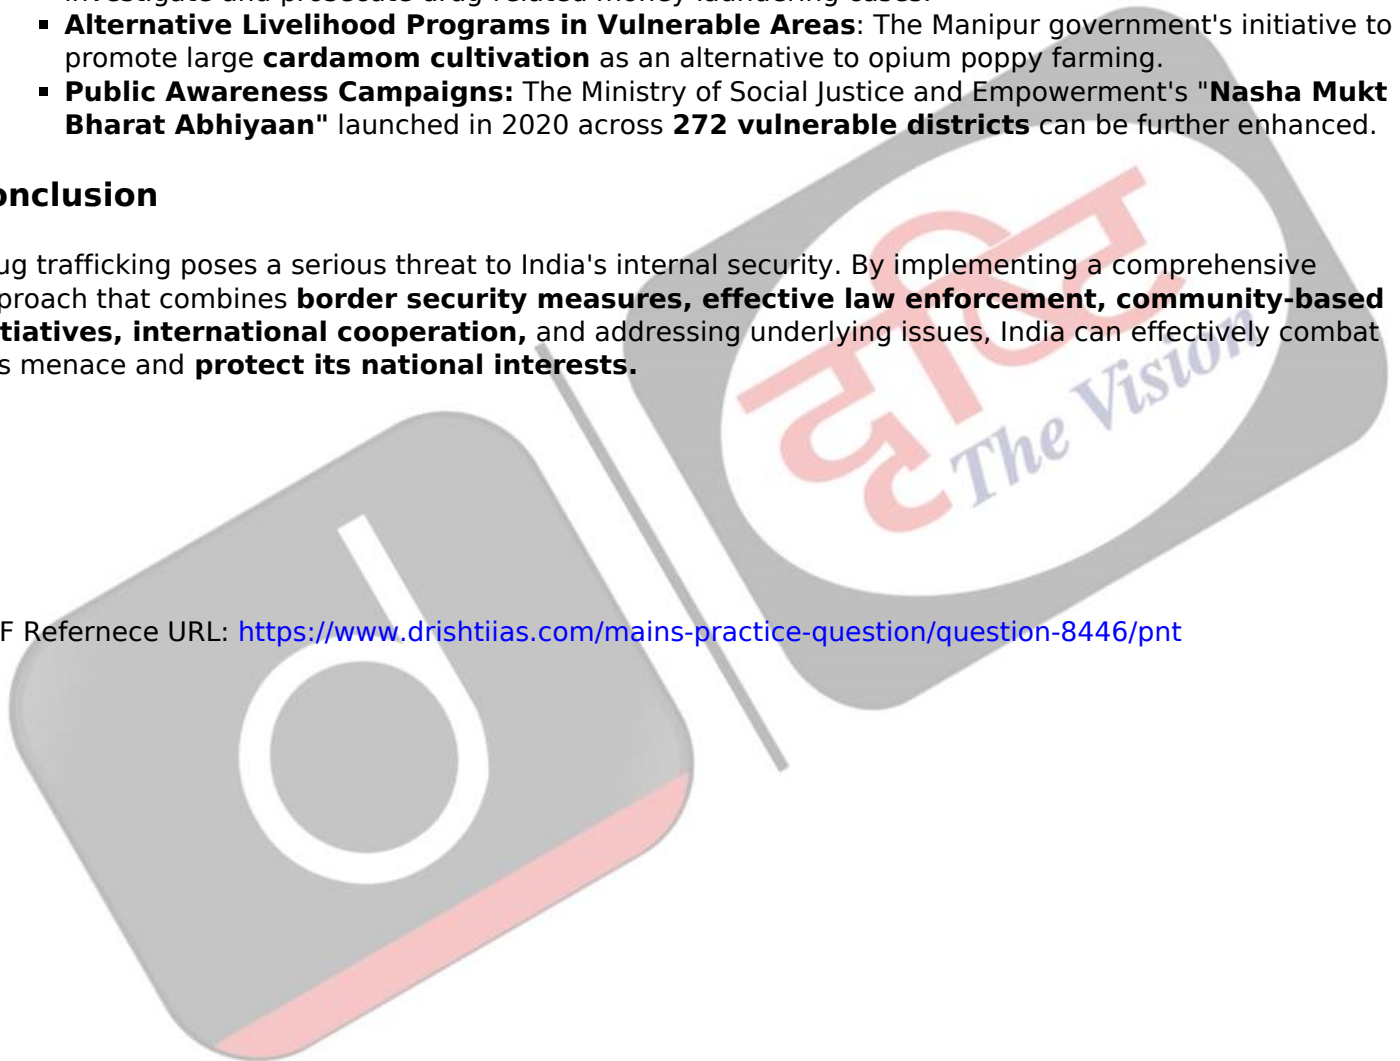 ▪ Alternative Livelihood Programs in Vulnerable Areas: The Manipur government's initiative to
promote large cardamom cultivation as an alternative to opium poppy farming.
▪ Public Awareness Campaigns: The Ministry of Social Justice and Empowerment's "Nasha Mukt
Bharat Abhiyaan" launched in 2020 across 272 vulnerable districts can be further enhanced.
onclusion
ug trafficking poses a serious threat to India's internal security. By implementing a comprehensive
proach that combines border security measures, effective law enforcement, community-based
tiatives, international cooperation, and addressing underlying issues, India can effectively combat
s menace and protect its national interests.
दृष्टि
The Vision
d
F Refernece URL: https://www.drishtiias.com/mains-practice-question/question-8446/pnt